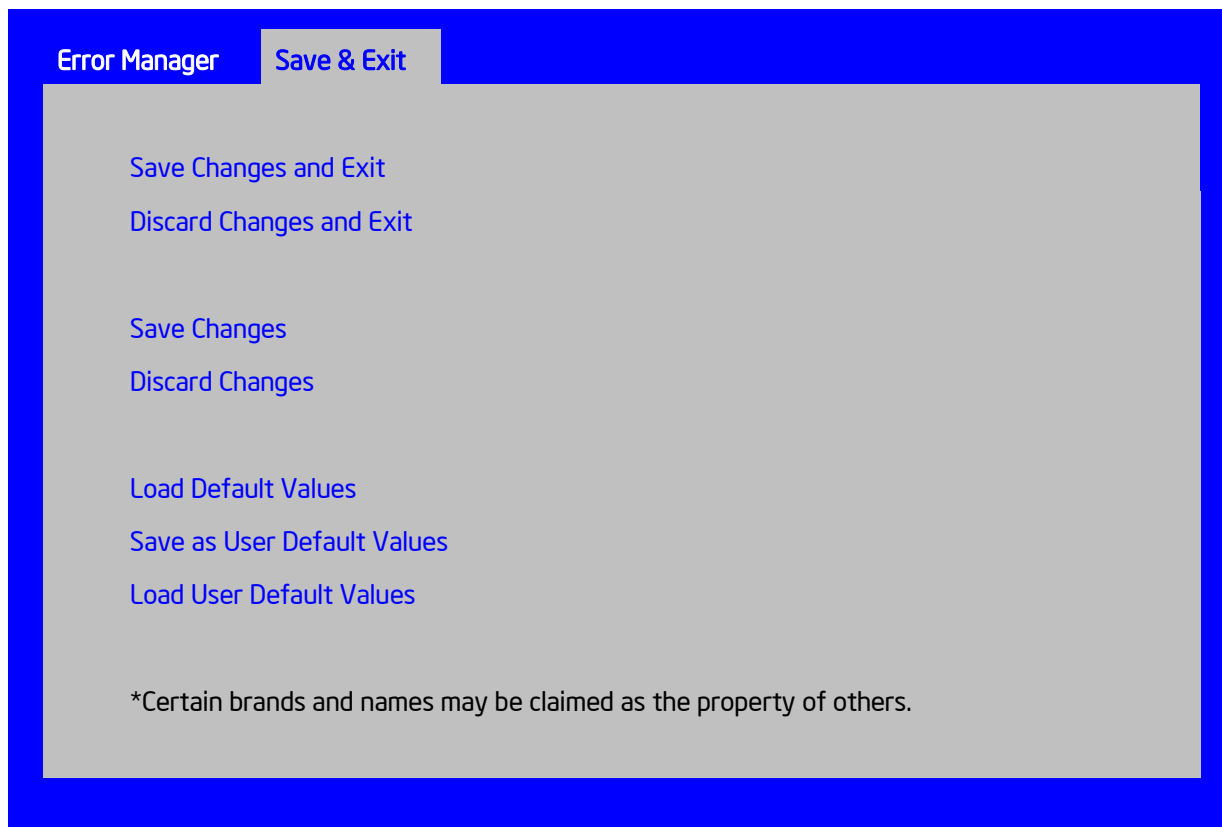 Error Manager Save & Exit
Save Changes and Exit
Discard Changes and Exit
Save Changes
Discard Changes
Load Default Values
Save as User Default Values
Load User Default Values
*Certain brands and names may be claimed as the property of others.